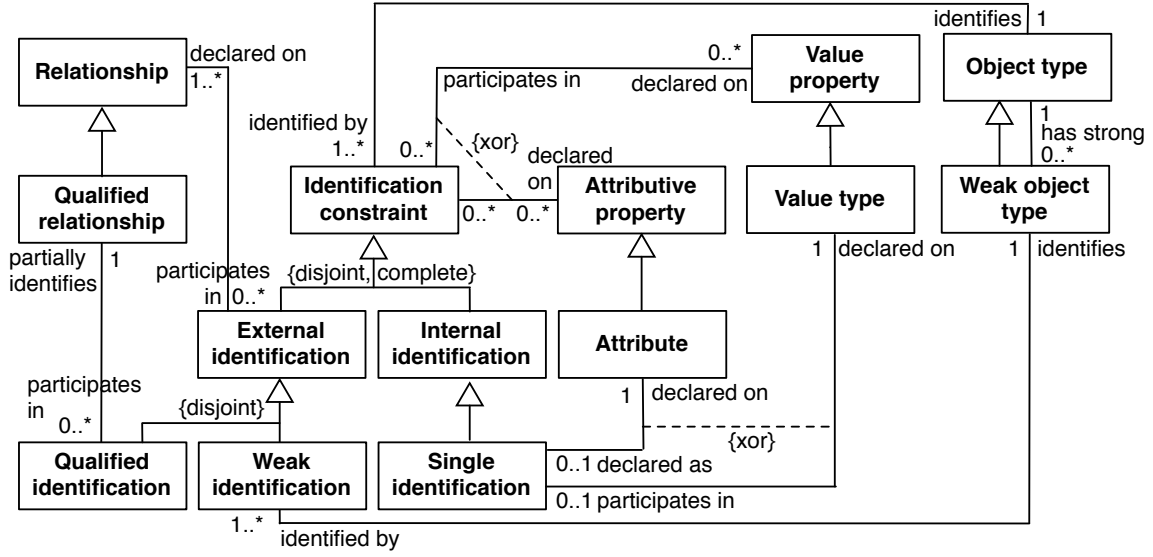 identifies 1
Relationship
declared on
1..*
0..*
Value
property
Object type
participates in
declared on
1
has strong
0..*
identified by
1..*
0..*
{xor}
declared
on
Identification
constraint
0..*
0..*
Attributive
property
Value type
Weak object
type
Qualified
relationship
partially
identifies
1
1 declared on
1 identifies
participates
in 0..*
{disjoint, complete}
External
identification
Internal
identification
Attribute
1 declared on
participates
in
0..*
{disjoint}
{xor}
Qualified
identification
Weak
identification
Single
identification
0..1 declared as
0..1 participates in
1..*
identified by